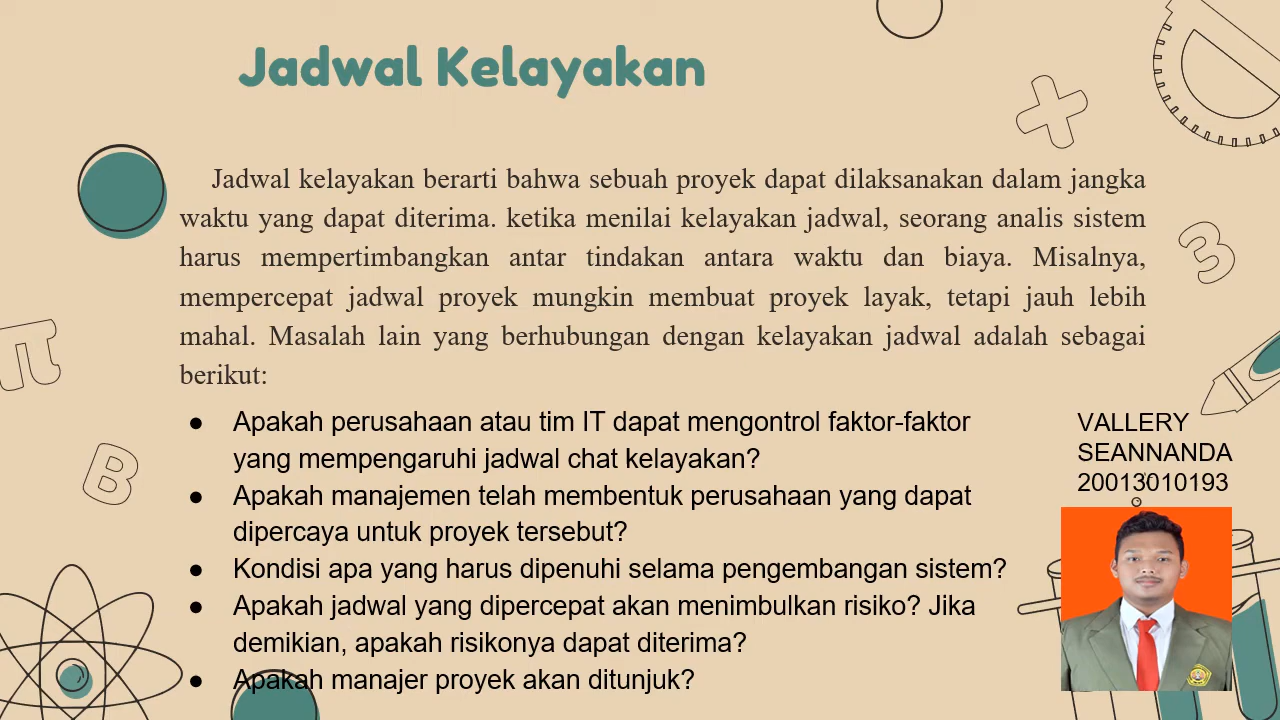 Jadwal Kelayakan
Jadwal kelayakan berarti bahwa sebuah proyek dapat dilaksanakan dalam jangka
waktu yang dapat diterima. ketika menilai kelayakan jadwal, seorang analis sistem
harus mempertimbangkan antar tindakan antara waktu dan biaya. Misalnya,
mempercepat jadwal proyek mungkin membuat proyek layak, tetapi jauh lebih
mahal. Masalah lain yang berhubungan dengan kelayakan jadwal adalah sebagai
berikut:
● Apakah perusahaan atau tim IT dapat mengontrol faktor-faktor
yang mempengaruhi jadwal chat kelayakan?
● Apakah manajemen telah membentuk perusahaan yang dapat
dipercaya untuk proyek tersebut?
● Kondisi apa yang harus dipenuhi selama pengembangan sistem?
● Apakah jadwal yang dipercepat akan menimbulkan risiko? Jika
demikian, apakah risikonya dapat diterima?
● Apakah manajer proyek akan ditunjuk?
VALLERY
SEANNANDA
20013010193
3
π
B